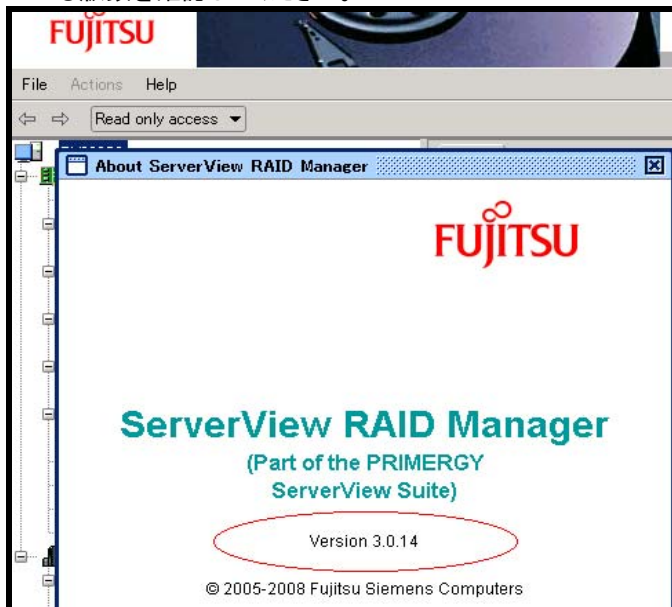 FUJITSU
File Actions Help
Read only access
About ServerView RAID Manager
FUJITSU
ServerView RAID Manager
(Part of the PRIMERGY
ServerView Suite)
Version 3.0.14
© 2005-2008 Fujitsu Siemens Computers